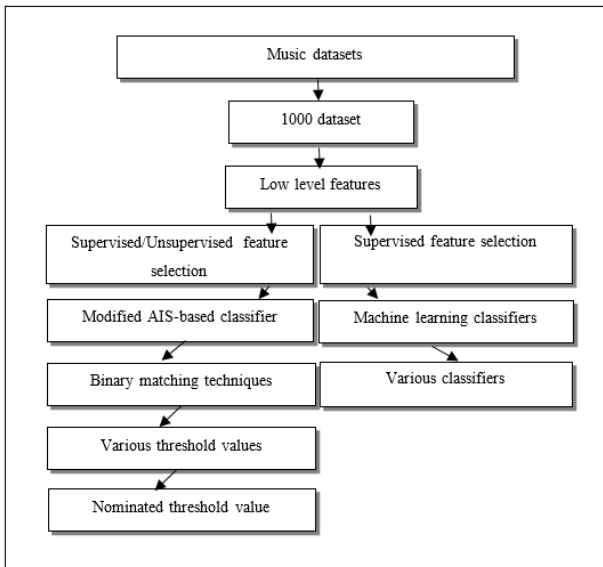 Music datasets
1000 dataset
Low level features
Supervised/Unsupervised feature
selection
Supervised feature selection
Modified AIS-based classifier
Machine learning classifiers
Binary matching techniques
Various classifiers
Various threshold values
Nominated threshold value